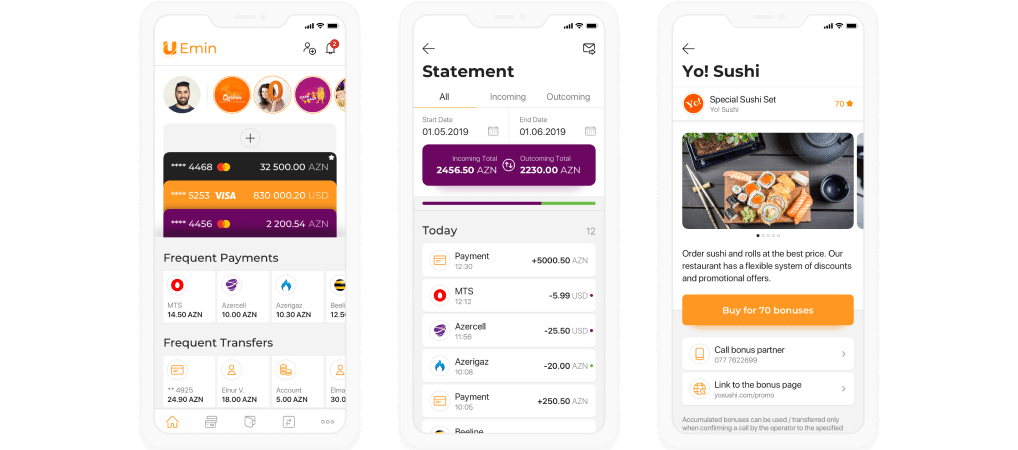 Emin
2
**** 4468 32 500.00 AZN
**** 5253 VISA 830 000.20 USD
**** 4456 2 200.54 AZN
Frequent Payments
MTS
14.50 AZN
Azercell
10.00 AZN
Azerigaz
10.30 AZN
Beeli
12.5
Frequent Transfers
** 4925
24.90 AZN
Elnur V.
18.00 AZN
Account
5.00 AZN
Elma
30.0
Statement
All Incoming Outcoming
Start Date End Date
01.05.2019 01.06.2019
Incoming Total Outcoming Total
2456.50 AZN 2230.00 AZN
Today 12
Payment
12:30
+5000.50 AZN
MTS
12:12
-5.99 USD
Azercell
11:56
-25.50 USD
Azerigaz
10:08
-20.00 AZN
Payment
10:05
+250.50 AZN
Beeline
Yo! Sushi
Yo!
Special Sushi Set
Yo! Sushi
70
Order sushi and rolls at the best price. Our
restaurant has a flexible system of discounts
and promotional offers.
Buy for 70 bonuses
Call bonus partner
077 7622699
Link to the bonus page
yosushi.com/promo
Accumulated bonuses can be used / transferred only
when confirming a call by the operator to the specified